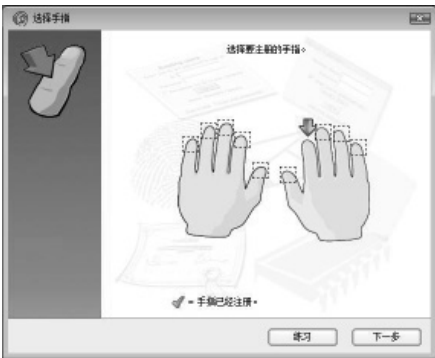 选择手指
选择要注册的手指。
= 手指已经注册。
练习
下一步